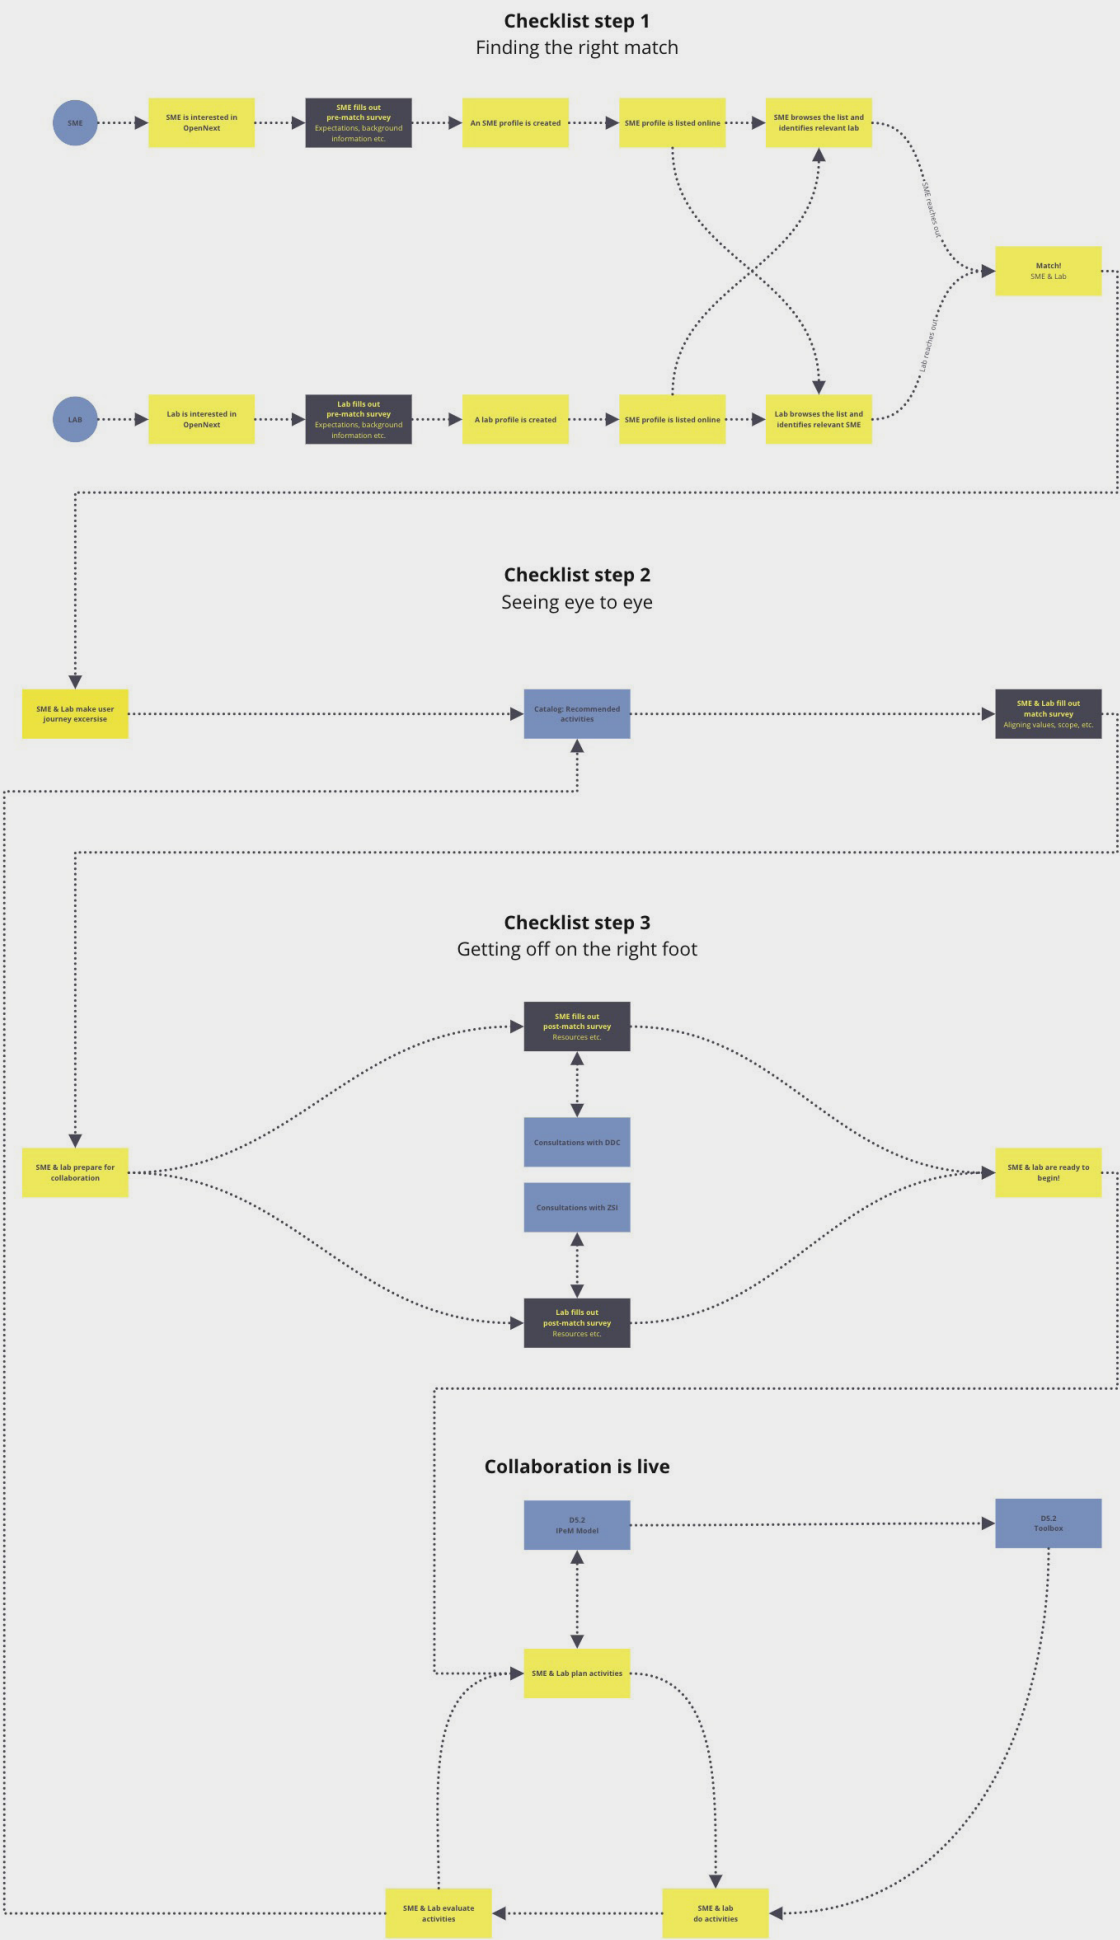 Checklist step 1
Finding the right match
SME
SME is interested in
OpenNext
SME fills out
pre-match survey
Expectations, background
information etc.
An SME profile is created
SME profile is listed online
SME browses the list and
identifies relevant lab
SME reaches out
Match!
SME & Lab
Lab reaches out
LAB
Lab is interested in
OpenNext
Lab fills out
pre-match survey
Expectations, background
information etc.
A lab profile is created
SME profile is listed online
Lab browses the list and
identifies relevant SME
Checklist step 2
Seeing eye to eye
SME & Lab make user
journey excersise
Catalog: Recommended
activities
SME & Lab fill out
match survey
Aligning values, scope, etc.
Checklist step 3
Getting off on the right foot
SME fills out
post-match survey
Resources etc.
Consultations with DDC
SME & lab prepare for
collaboration
SME & lab are ready to
begin!
Consultations with ZSI
Lab fills out
post-match survey
Resources etc.
Collaboration is live
D5.2
IPeM Model
D5.2
Toolbox
SME & Lab plan activities
SME & Lab evaluate
activities
SME & lab
do activities